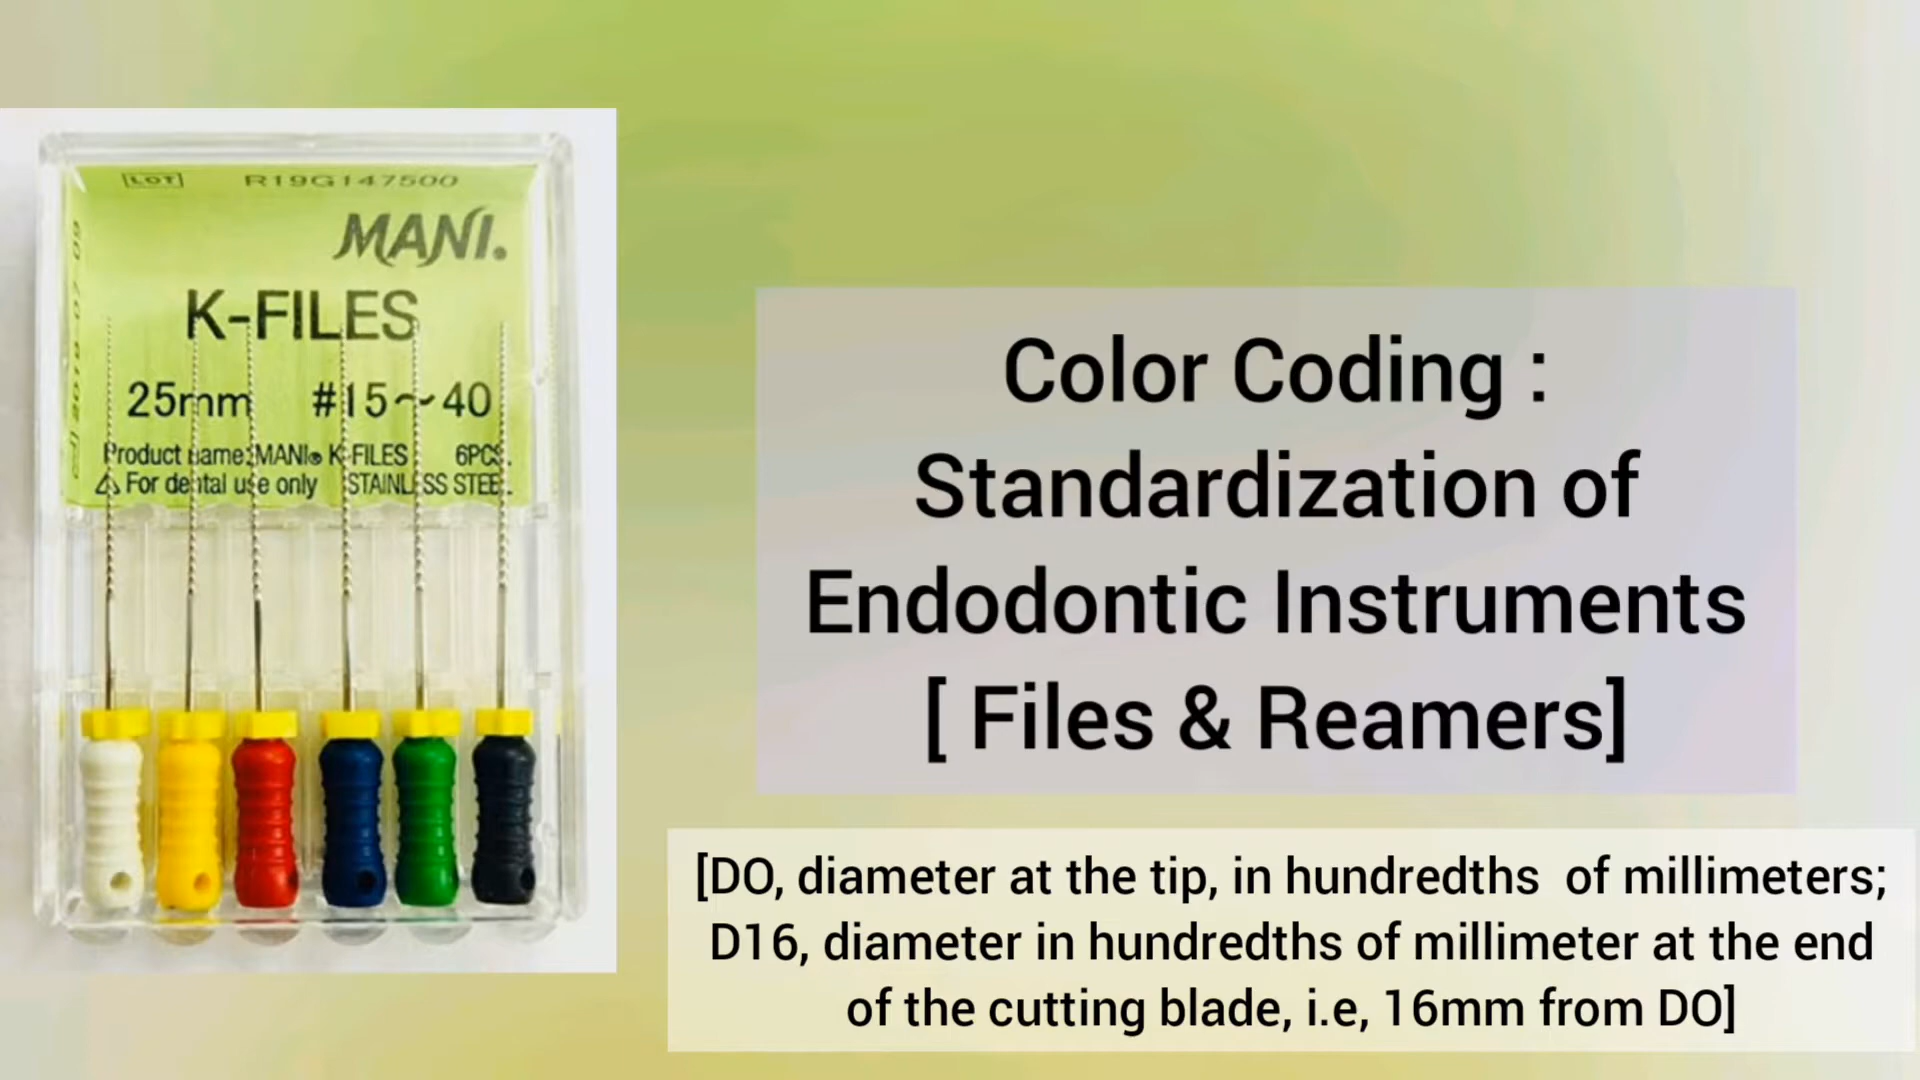 LOT R19G147500
MANI.
K-FILES
25mm #15~40
Product name:MANI® K-FILES 6PCS.
⚠ For dental use only STAINLESS STEEL
Color Coding :
Standardization of
Endodontic Instruments
[ Files & Reamers]
[DO, diameter at the tip, in hundredths of millimeters;
D16, diameter in hundredths of millimeter at the end
of the cutting blade, i.e, 16mm from DO]